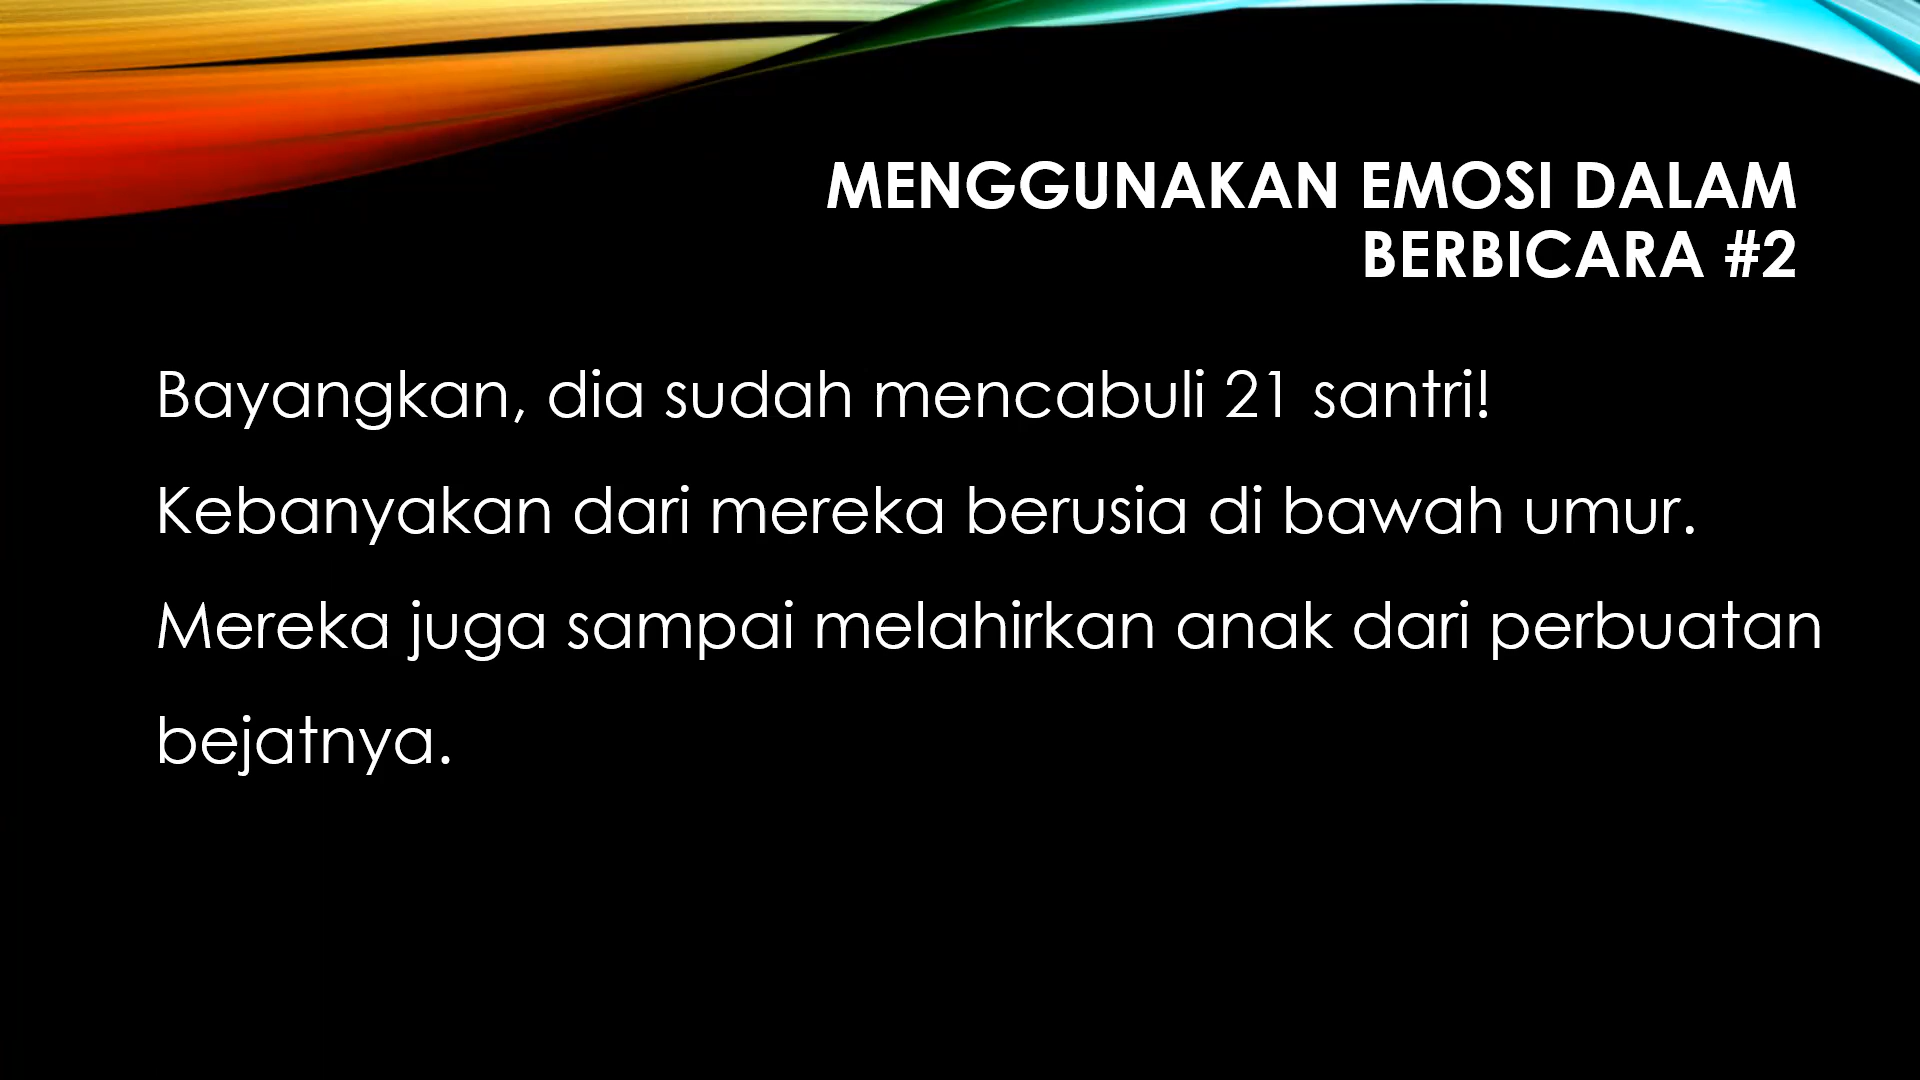 MENGGUNAKAN EMOSI DALAM
BERBICARA #2
Bayangkan, dia sudah mencabuli 21 santri!
Kebanyakan dari mereka berusia di bawah umur.
Mereka juga sampai melahirkan anak dari perbuatan
bejatnya.